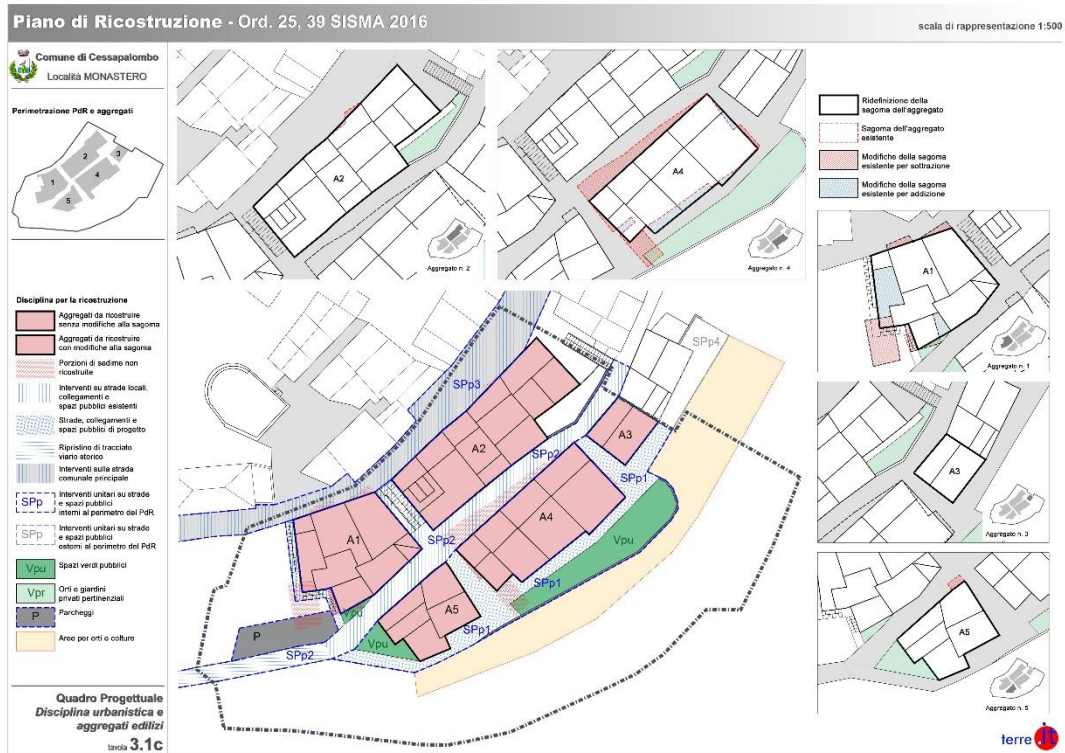 Piano di Ricostruzione - Ord. 25, 39 SISMA 2016
scala di rappresentazione 1:500
Comune di Cessapalombo
Località MONASTERO
Perimetrazione PdR e aggregati
1
2
3
4
5
Disciplina per la ricostruzione
Aggregati da ricostruire
senza modifiche alla sagoma
Aggregati da ricostruire
con modifiche alla sagoma
Porzioni di sedime non
ricostruite
Interventi su strade locali,
collegamenti e
spazi pubblici esistenti
Strade, collegamenti e
spazi pubblici di progetto
Ripristino di tracciato
viario storico
Interventi sulla strada
comunale principale
SPp
Interventi unitari su strade
e spazi pubblici
interni al perimetro del PdR
SPp
Interventi unitari su strade
e spazi pubblici
esterni al perimetro del PdR
Vpu
Spazi verdi pubblici
Vpr
Orti e giardini
privati pertinenziali
P
Parcheggi
Aree per orti e colture
Quadro Progettuale
Disciplina urbanistica e
aggregati edilizi
tavola 3.1c
A2
Aggregato n. 2
A4
Aggregato n. 4
Ridefinizione della
sagoma dell'aggregato
Sagoma dell'aggregato
esistente
Modifiche della sagoma
esistente per sottrazione
Modifiche della sagoma
esistente per addizione
A1
Aggregato n. 1
A3
Aggregato n. 3
A5
Aggregato n. 5
SPp4
SPp3
A2
A3
SPp2
SPp1
A4
A1
SPp2
Vpu
SPp1
A5
Vpu
SPp1
P
Vpu
SPp2
terre.it